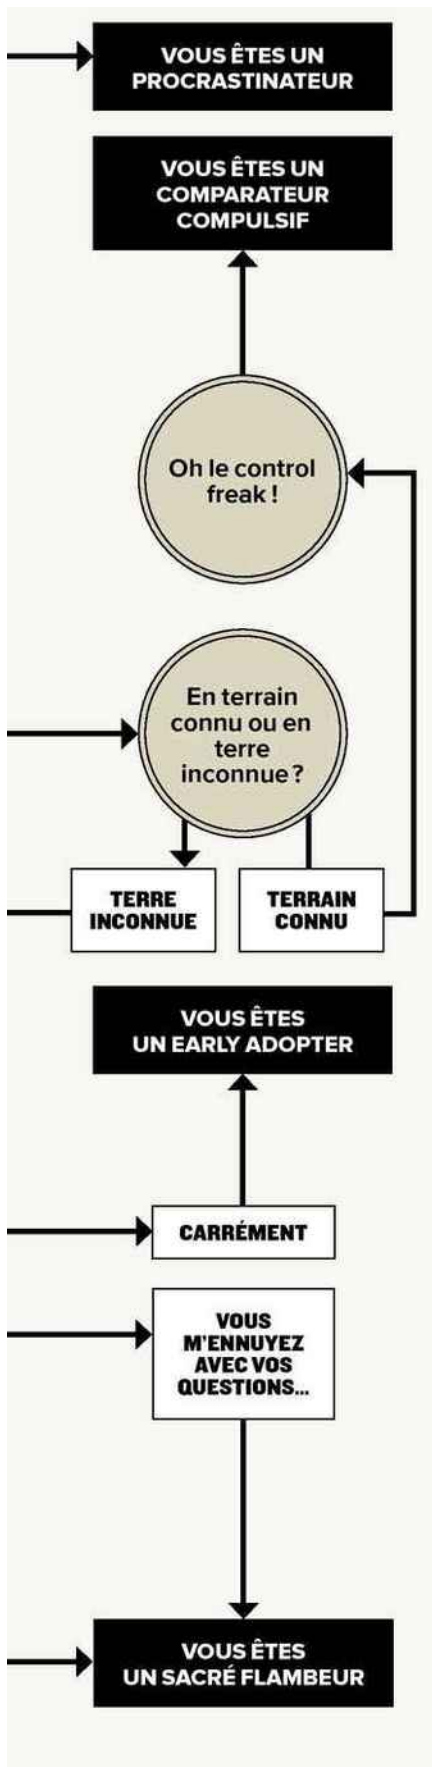 VOUS ÊTES UN
PROCRASTINATEUR
VOUS ÊTES UN
COMPARATEUR
COMPULSIF
Oh le control
freak !
En terrain
connu ou en
terre
inconnue ?
TERRE
INCONNUE
TERRAIN
CONNU
VOUS ÊTES
UN EARLY ADOPTER
CARRÉMENT
VOUS
M'ENNUYEZ
AVEC VOS
QUESTIONS...
VOUS ÊTES
UN SACRÉ FLAMBEUR